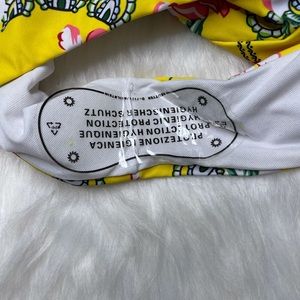 PROTEZIONE IGIENICA
PROTECTION HYGIENIQUE
HYGIENIC PROTECTION
HYGIENISCHER SCHUTZ